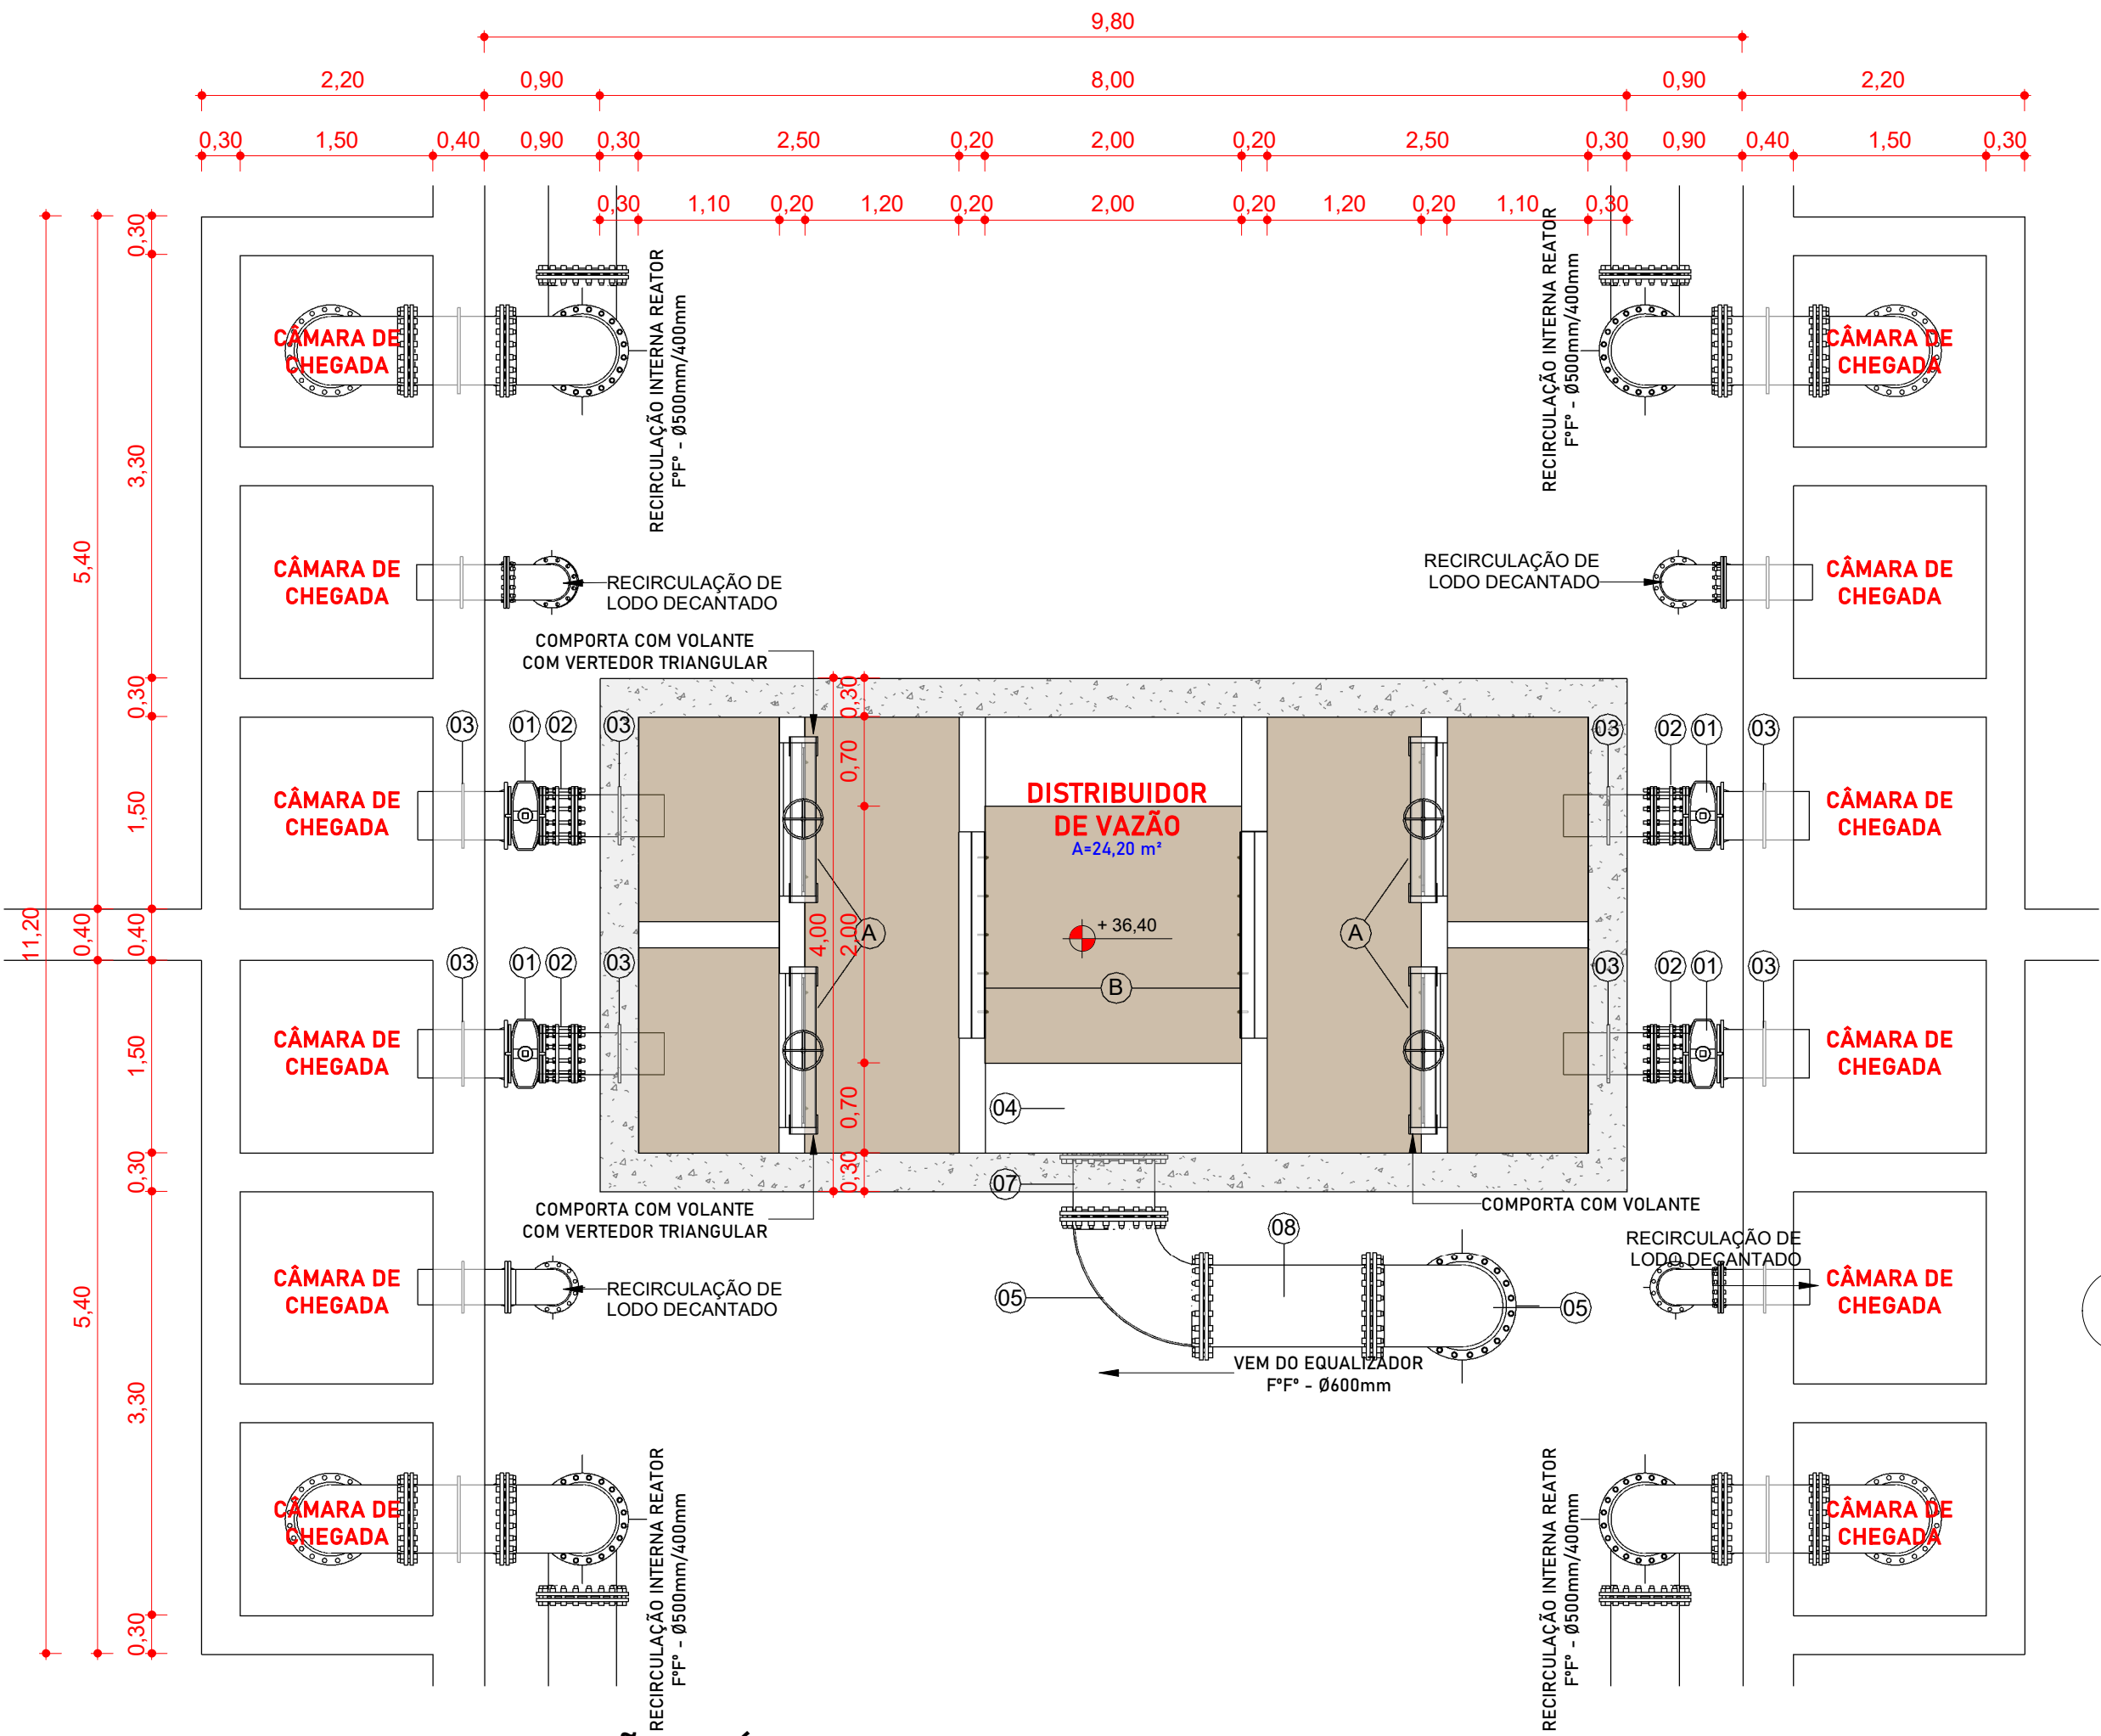 9,80
2,20
0,90
8,00
0,90
2,20
0,30
1,50
0,40
0,90
0,30
2,50
0,20
2,00
0,20
2,50
0,30
0,90
0,40
1,50
0,30
0,30
1,10
0,20
1,20
0,20
2,00
0,20
1,20
0,20
1,10
0,30
11,20
5,40
0,40
5,40
0,30
3,30
0,30
1,50
0,40
1,50
0,30
3,30
0,30
CÂMARA DE
CHEGADA
RECIRCULAÇÃO INTERNA REATOR
FºFº - Ø500mm/400mm
RECIRCULAÇÃO INTERNA REATOR
FºFº - Ø500mm/400mm
CÂMARA DE
CHEGADA
CÂMARA DE
CHEGADA
RECIRCULAÇÃO DE
LODO DECANTADO
RECIRCULAÇÃO DE
LODO DECANTADO
CÂMARA DE
CHEGADA
COMPORTA COM VOLANTE
COM VERTEDOR TRIANGULAR
CÂMARA DE
CHEGADA
03
01
02
03
03
02
01
03
CÂMARA DE
CHEGADA
0,30
0,70
4,00
2,00
0,70
0,30
DISTRIBUIDOR
DE VAZÃO
A=24,20 m²
+ 36,40
A
A
B
CÂMARA DE
CHEGADA
03
01
02
03
03
02
01
03
CÂMARA DE
CHEGADA
04
07
COMPORTA COM VOLANTE
COM VERTEDOR TRIANGULAR
COMPORTA COM VOLANTE
08
05
05
VEM DO EQUALIZADOR
FºFº - Ø600mm
CÂMARA DE
CHEGADA
RECIRCULAÇÃO DE
LODO DECANTADO
RECIRCULAÇÃO DE
LODO DECANTADO
CÂMARA DE
CHEGADA
CÂMARA DE
CHEGADA
RECIRCULAÇÃO INTERNA REATOR
FºFº - Ø500mm/400mm
RECIRCULAÇÃO INTERNA REATOR
FºFº - Ø500mm/400mm
CÂMARA DE
CHEGADA